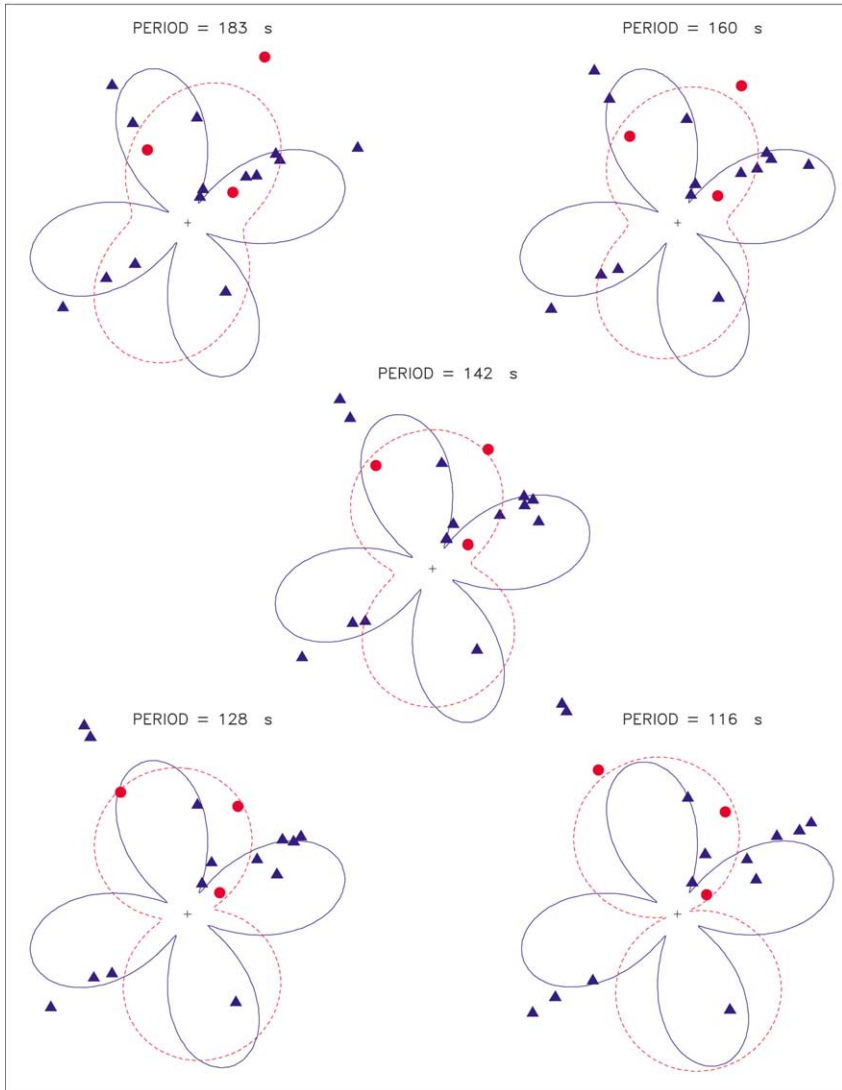 PERIOD = 183 s
PERIOD = 160 s
PERIOD = 142 s
PERIOD = 128 s
PERIOD = 116 s